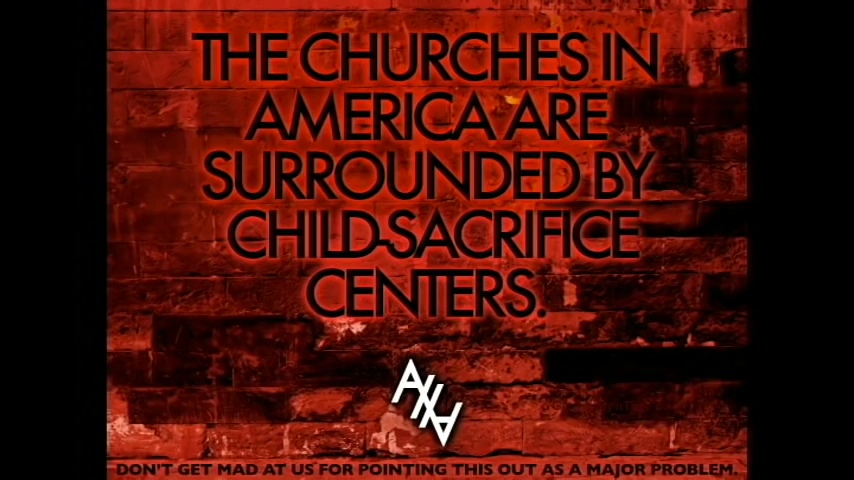 THE CHURCHES IN
AMERICA ARE
SURROUNDED BY
CHILD-SACRIFICE
CENTERS.
DON'T GET MAD AT US FOR POINTING THIS OUT AS A MAJOR PROBLEM.